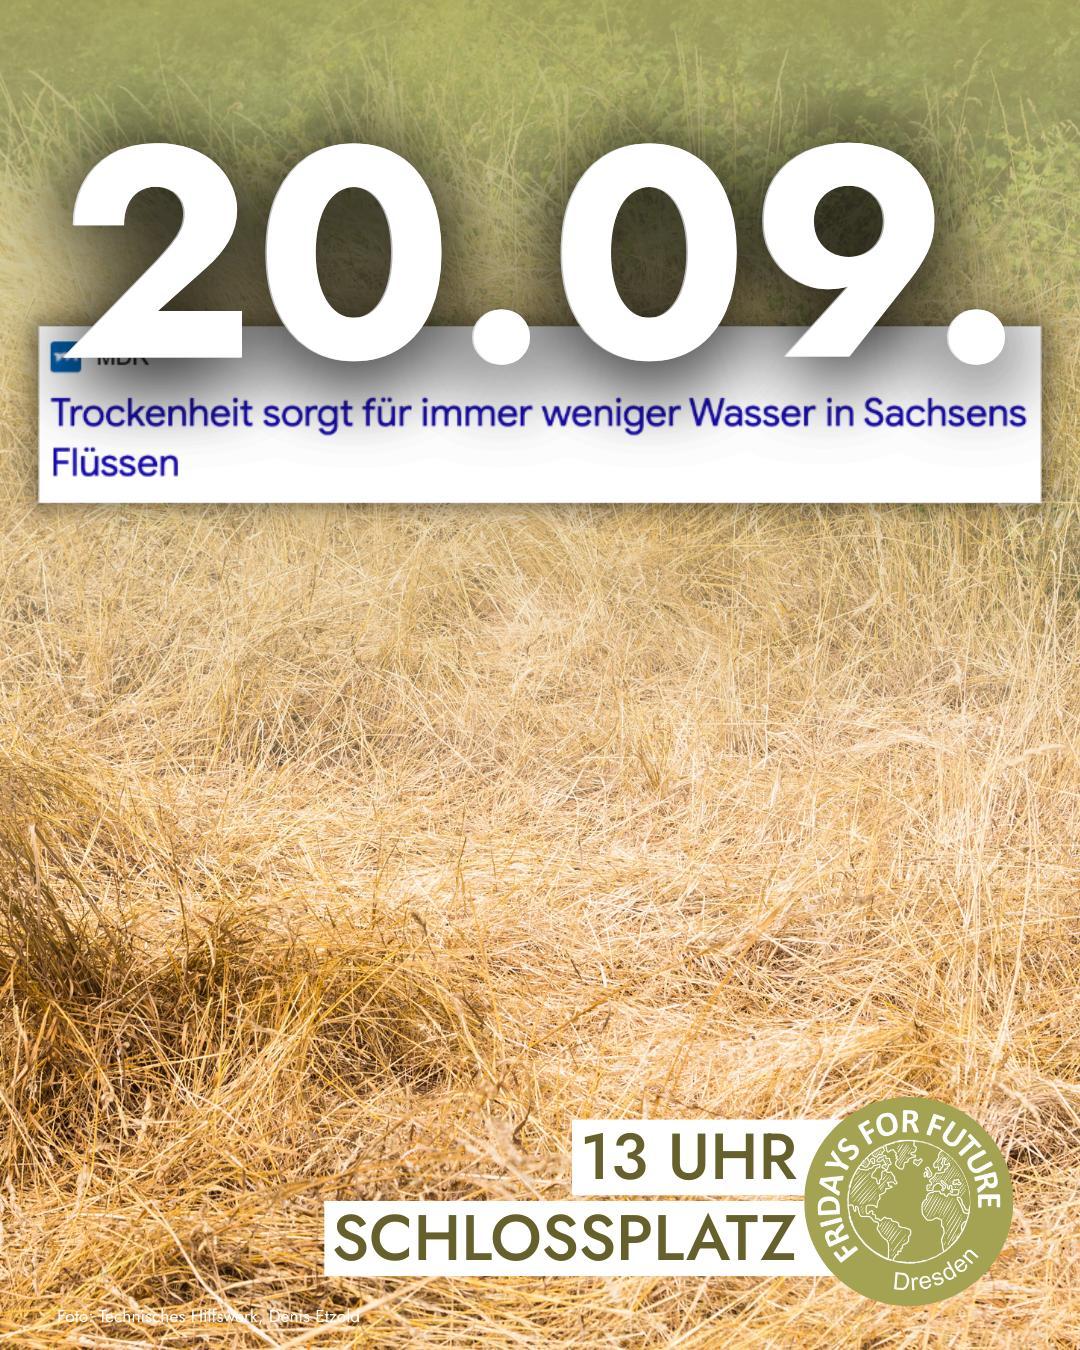 20.09.
MDR
Trockenheit sorgt für immer weniger Wasser in Sachsens
Flüssen
13 UHR
SCHLOSSPLATZ
FRIDAYS FOR FUTURE
Dresden
Foto: Technisches Hilfswerk, Denis Etzold